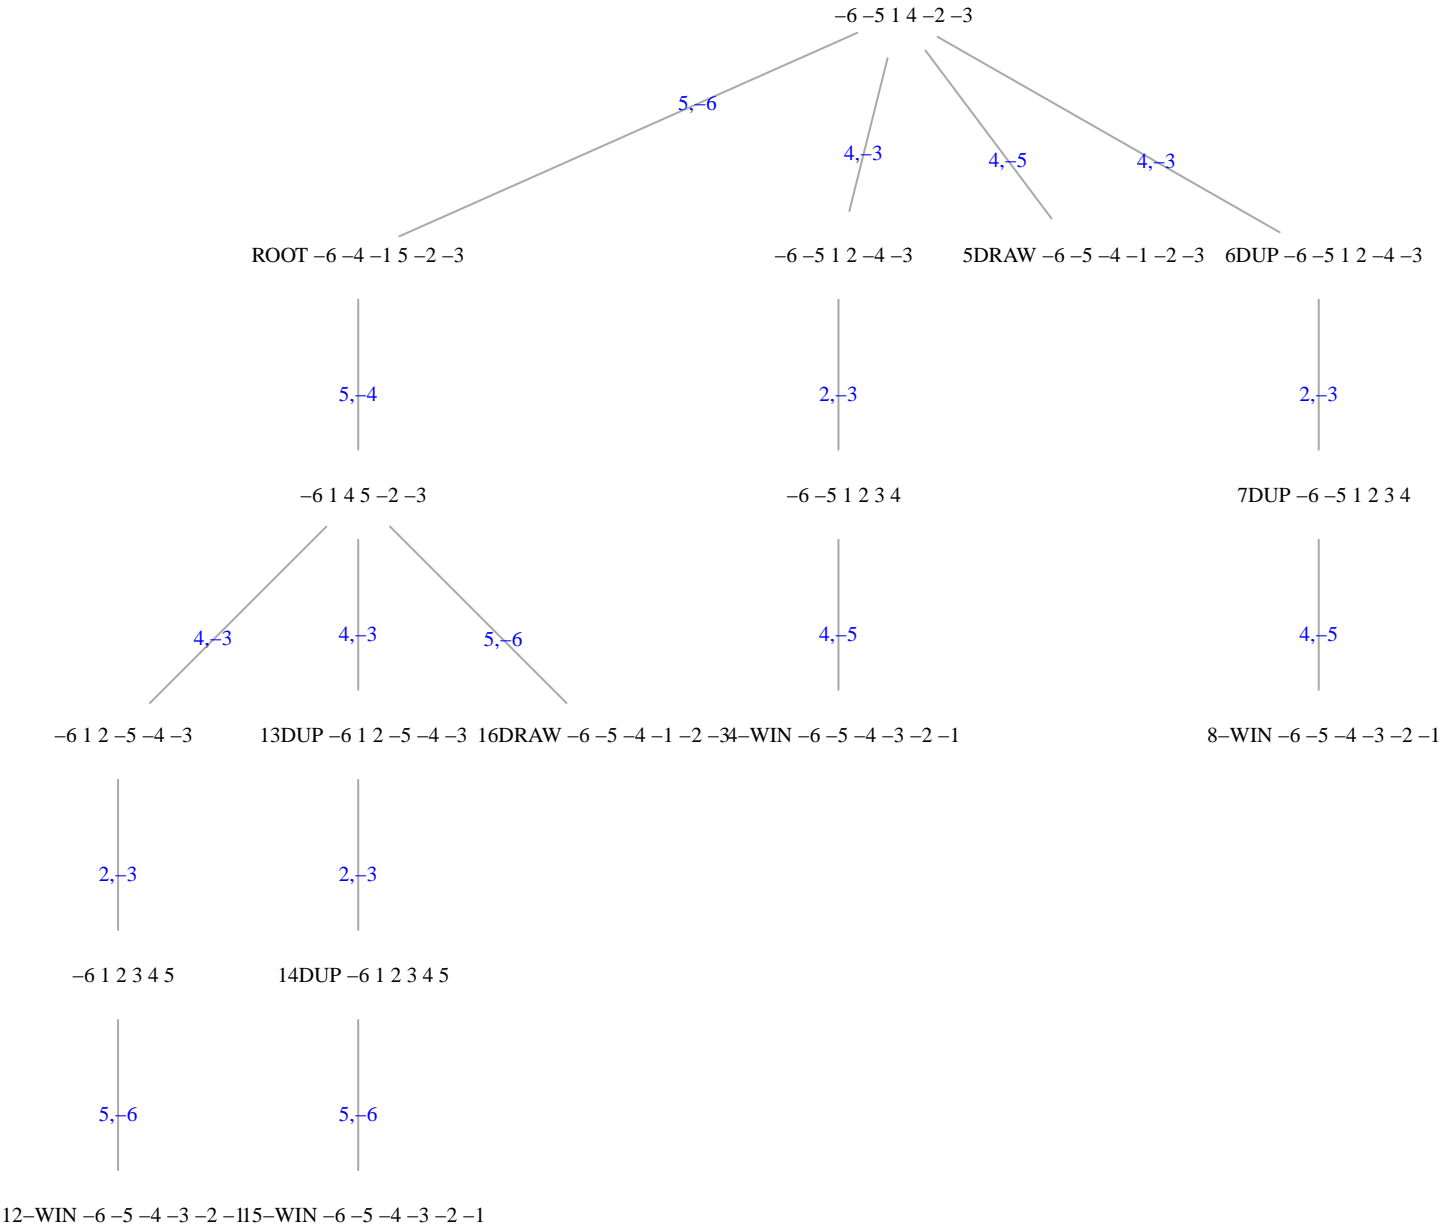 −6 −5 1 4 −2 −3
5,−6
4,−3
4,−5
4,−3
ROOT −6 −4 −1 5 −2 −3
−6 −5 1 2 −4 −3
5DRAW −6 −5 −4 −1 −2 −3
6DUP −6 −5 1 2 −4 −3
5,−4
2,−3
2,−3
−6 1 4 5 −2 −3
−6 −5 1 2 3 4
7DUP −6 −5 1 2 3 4
4,−3
4,−3
5,−6
4,−5
4,−5
−6 1 2 −5 −4 −3
13DUP −6 1 2 −5 −4 −3
16DRAW −6 −5 −4 −1 −2 −3
4−WIN −6 −5 −4 −3 −2 −1
8−WIN −6 −5 −4 −3 −2 −1
2,−3
2,−3
−6 1 2 3 4 5
14DUP −6 1 2 3 4 5
5,−6
5,−6
12−WIN −6 −5 −4 −3 −2 −1
15−WIN −6 −5 −4 −3 −2 −1